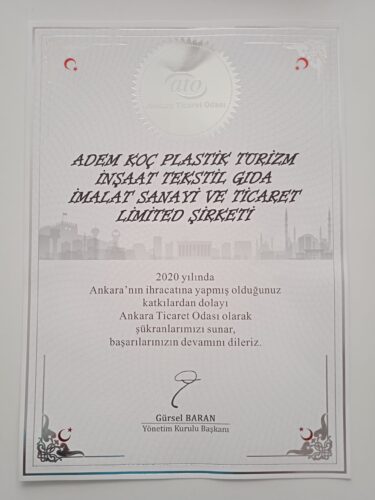 ato
Ankara Ticaret Odası
ADEM KOÇ PLASTİK TURİZM
İNŞAAT TEKSTİL GIDA
İMALAT SANAYİ VE TİCARET
LİMİTED ŞİRKETİ
2020 yılında
Ankara'nın ihracatına yapmış olduğunuz
katkılardan dolayı
Ankara Ticaret Odası olarak
şükranlarımızı sunar,
başarılarınızın devamını dileriz.
Gürsel BARAN
Yönetim Kurulu Başkanı